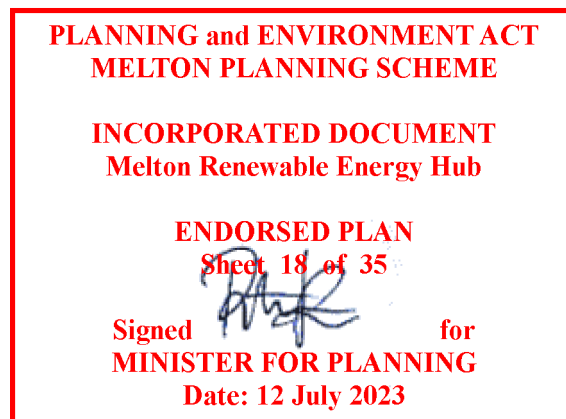 PLANNING and ENVIRONMENT ACT
MELTON PLANNING SCHEME
INCORPORATED DOCUMENT
Melton Renewable Energy Hub
ENDORSED PLAN
Sheet 18 of 35
Signed for
MINISTER FOR PLANNING
Date: 12 July 2023